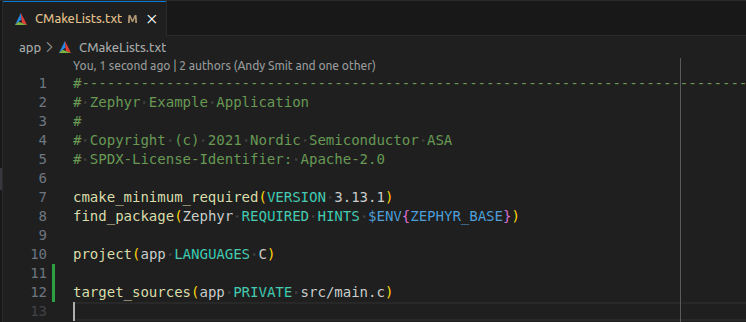 CMakeLists.txt M ×
app > CMakeLists.txt
You, 1 second ago | 2 authors (Andy Smit and one other)
1 #-------------------------------------------------------------------------------
2 # Zephyr Example Application
3 #
4 # Copyright (c) 2021 Nordic Semiconductor ASA
5 # SPDX-License-Identifier: Apache-2.0
6
7 cmake_minimum_required(VERSION 3.13.1)
8 find_package(Zephyr REQUIRED HINTS $ENV{ZEPHYR_BASE})
9
10 project(app LANGUAGES C)
11
12 target_sources(app PRIVATE src/main.c)
13